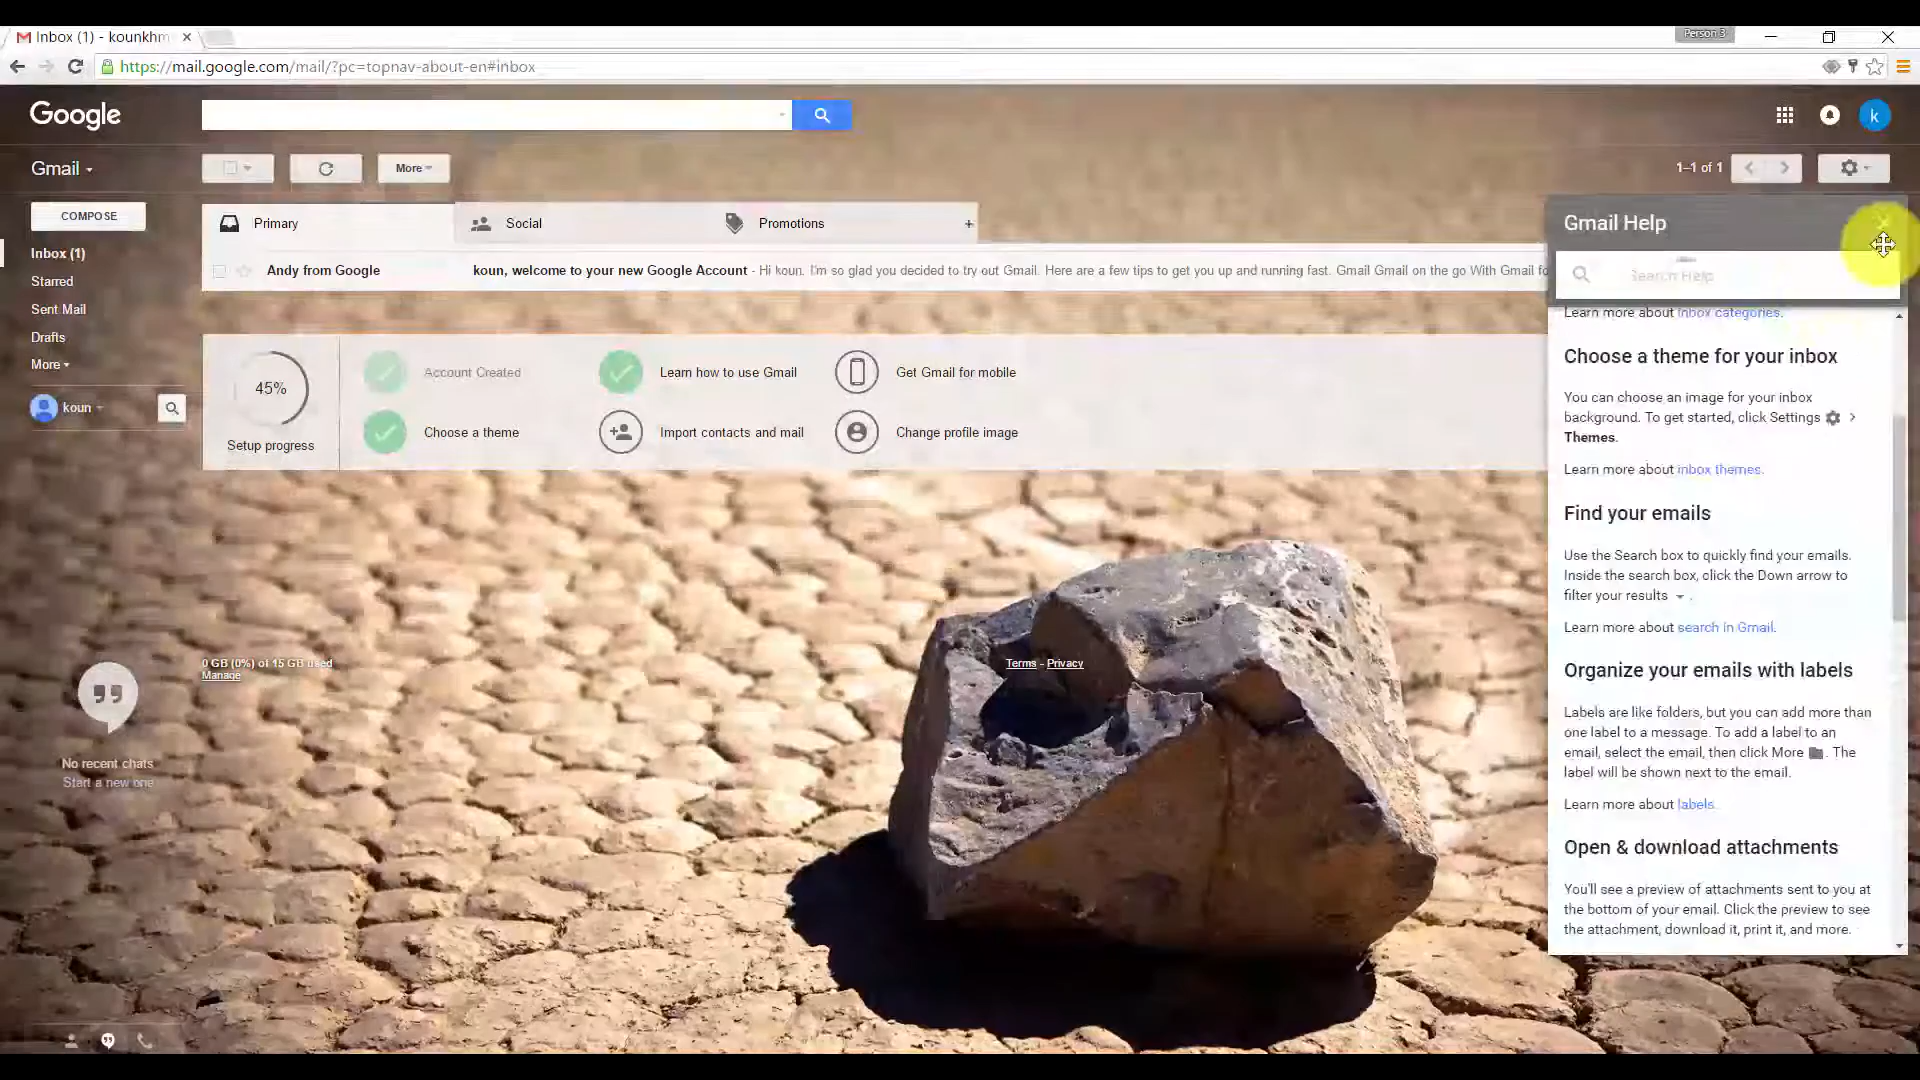 Inbox (1) - kounkhm
Person 3
https://mail.google.com/mail/?pc=topnav-about-en#inbox
Google
k
Gmail
More
1–1 of 1
COMPOSE
Inbox (1)
Starred
Sent Mail
Drafts
More
koun
Primary
Social
Promotions
+
Andy from Google
koun, welcome to your new Google Account - Hi koun. I'm so glad you decided to try out Gmail. Here are a few tips to get you up and running fast. Gmail Gmail on the go With Gmail fo
45%
Setup progress
Account Created
Learn how to use Gmail
Get Gmail for mobile
Choose a theme
Import contacts and mail
Change profile image
0 GB (0%) of 15 GB used
Manage
Terms - Privacy
No recent chats
Start a new one
Gmail Help
Search Help
Learn more about inbox categories.
Choose a theme for your inbox
You can choose an image for your inbox
background. To get started, click Settings
Themes.
Learn more about inbox themes.
Find your emails
Use the Search box to quickly find your emails.
Inside the search box, click the Down arrow to
filter your results .
Learn more about search in Gmail.
Organize your emails with labels
Labels are like folders, but you can add more than
one label to a message. To add a label to an
email, select the email, then click More . The
label will be shown next to the email.
Learn more about labels.
Open & download attachments
You'll see a preview of attachments sent to you at
the bottom of your email. Click the preview to see
the attachment, download it, print it, and more.